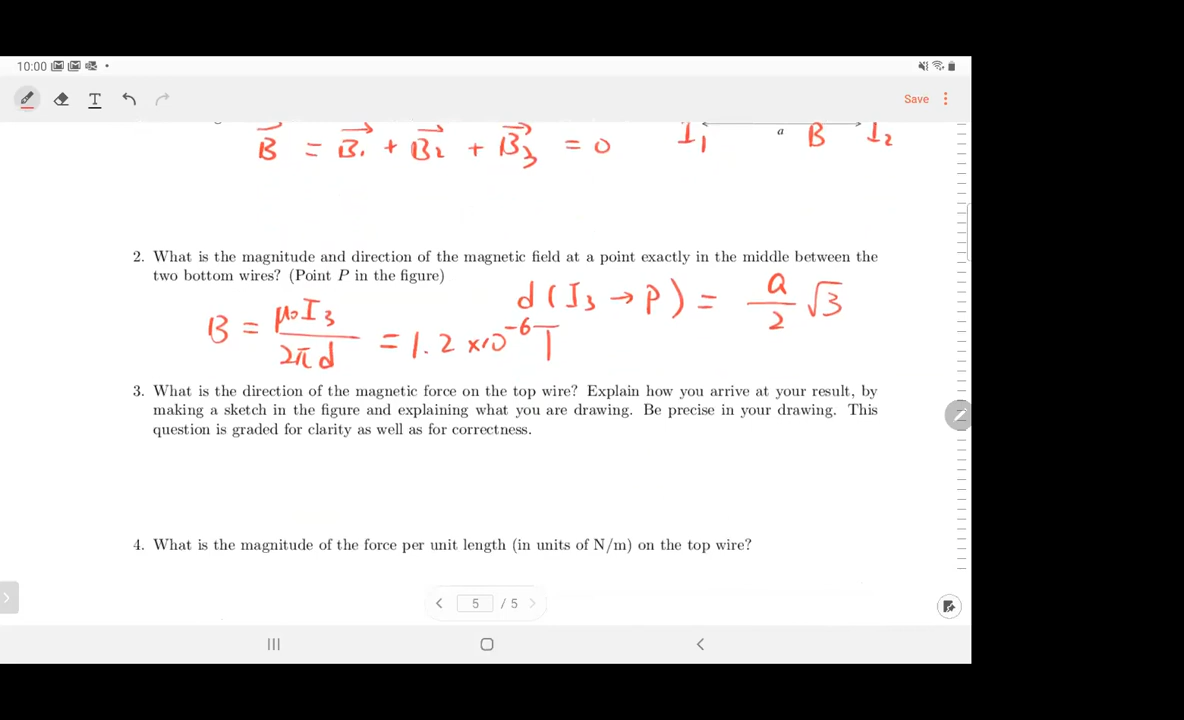 10:00
T
Save
B = B₁ + B₂ + B₃ = 0
I₁ a B I₂
2. What is the magnitude and direction of the magnetic field at a point exactly in the middle between the
two bottom wires? (Point P in the figure)
d(I₃ → P) = a/2 √3
B = μ₀I₃/2πd = 1.2 × 10⁻⁶ T
3. What is the direction of the magnetic force on the top wire? Explain how you arrive at your result, by
making a sketch in the figure and explaining what you are drawing. Be precise in your drawing. This
question is graded for clarity as well as for correctness.
4. What is the magnitude of the force per unit length (in units of N/m) on the top wire?
5 / 5